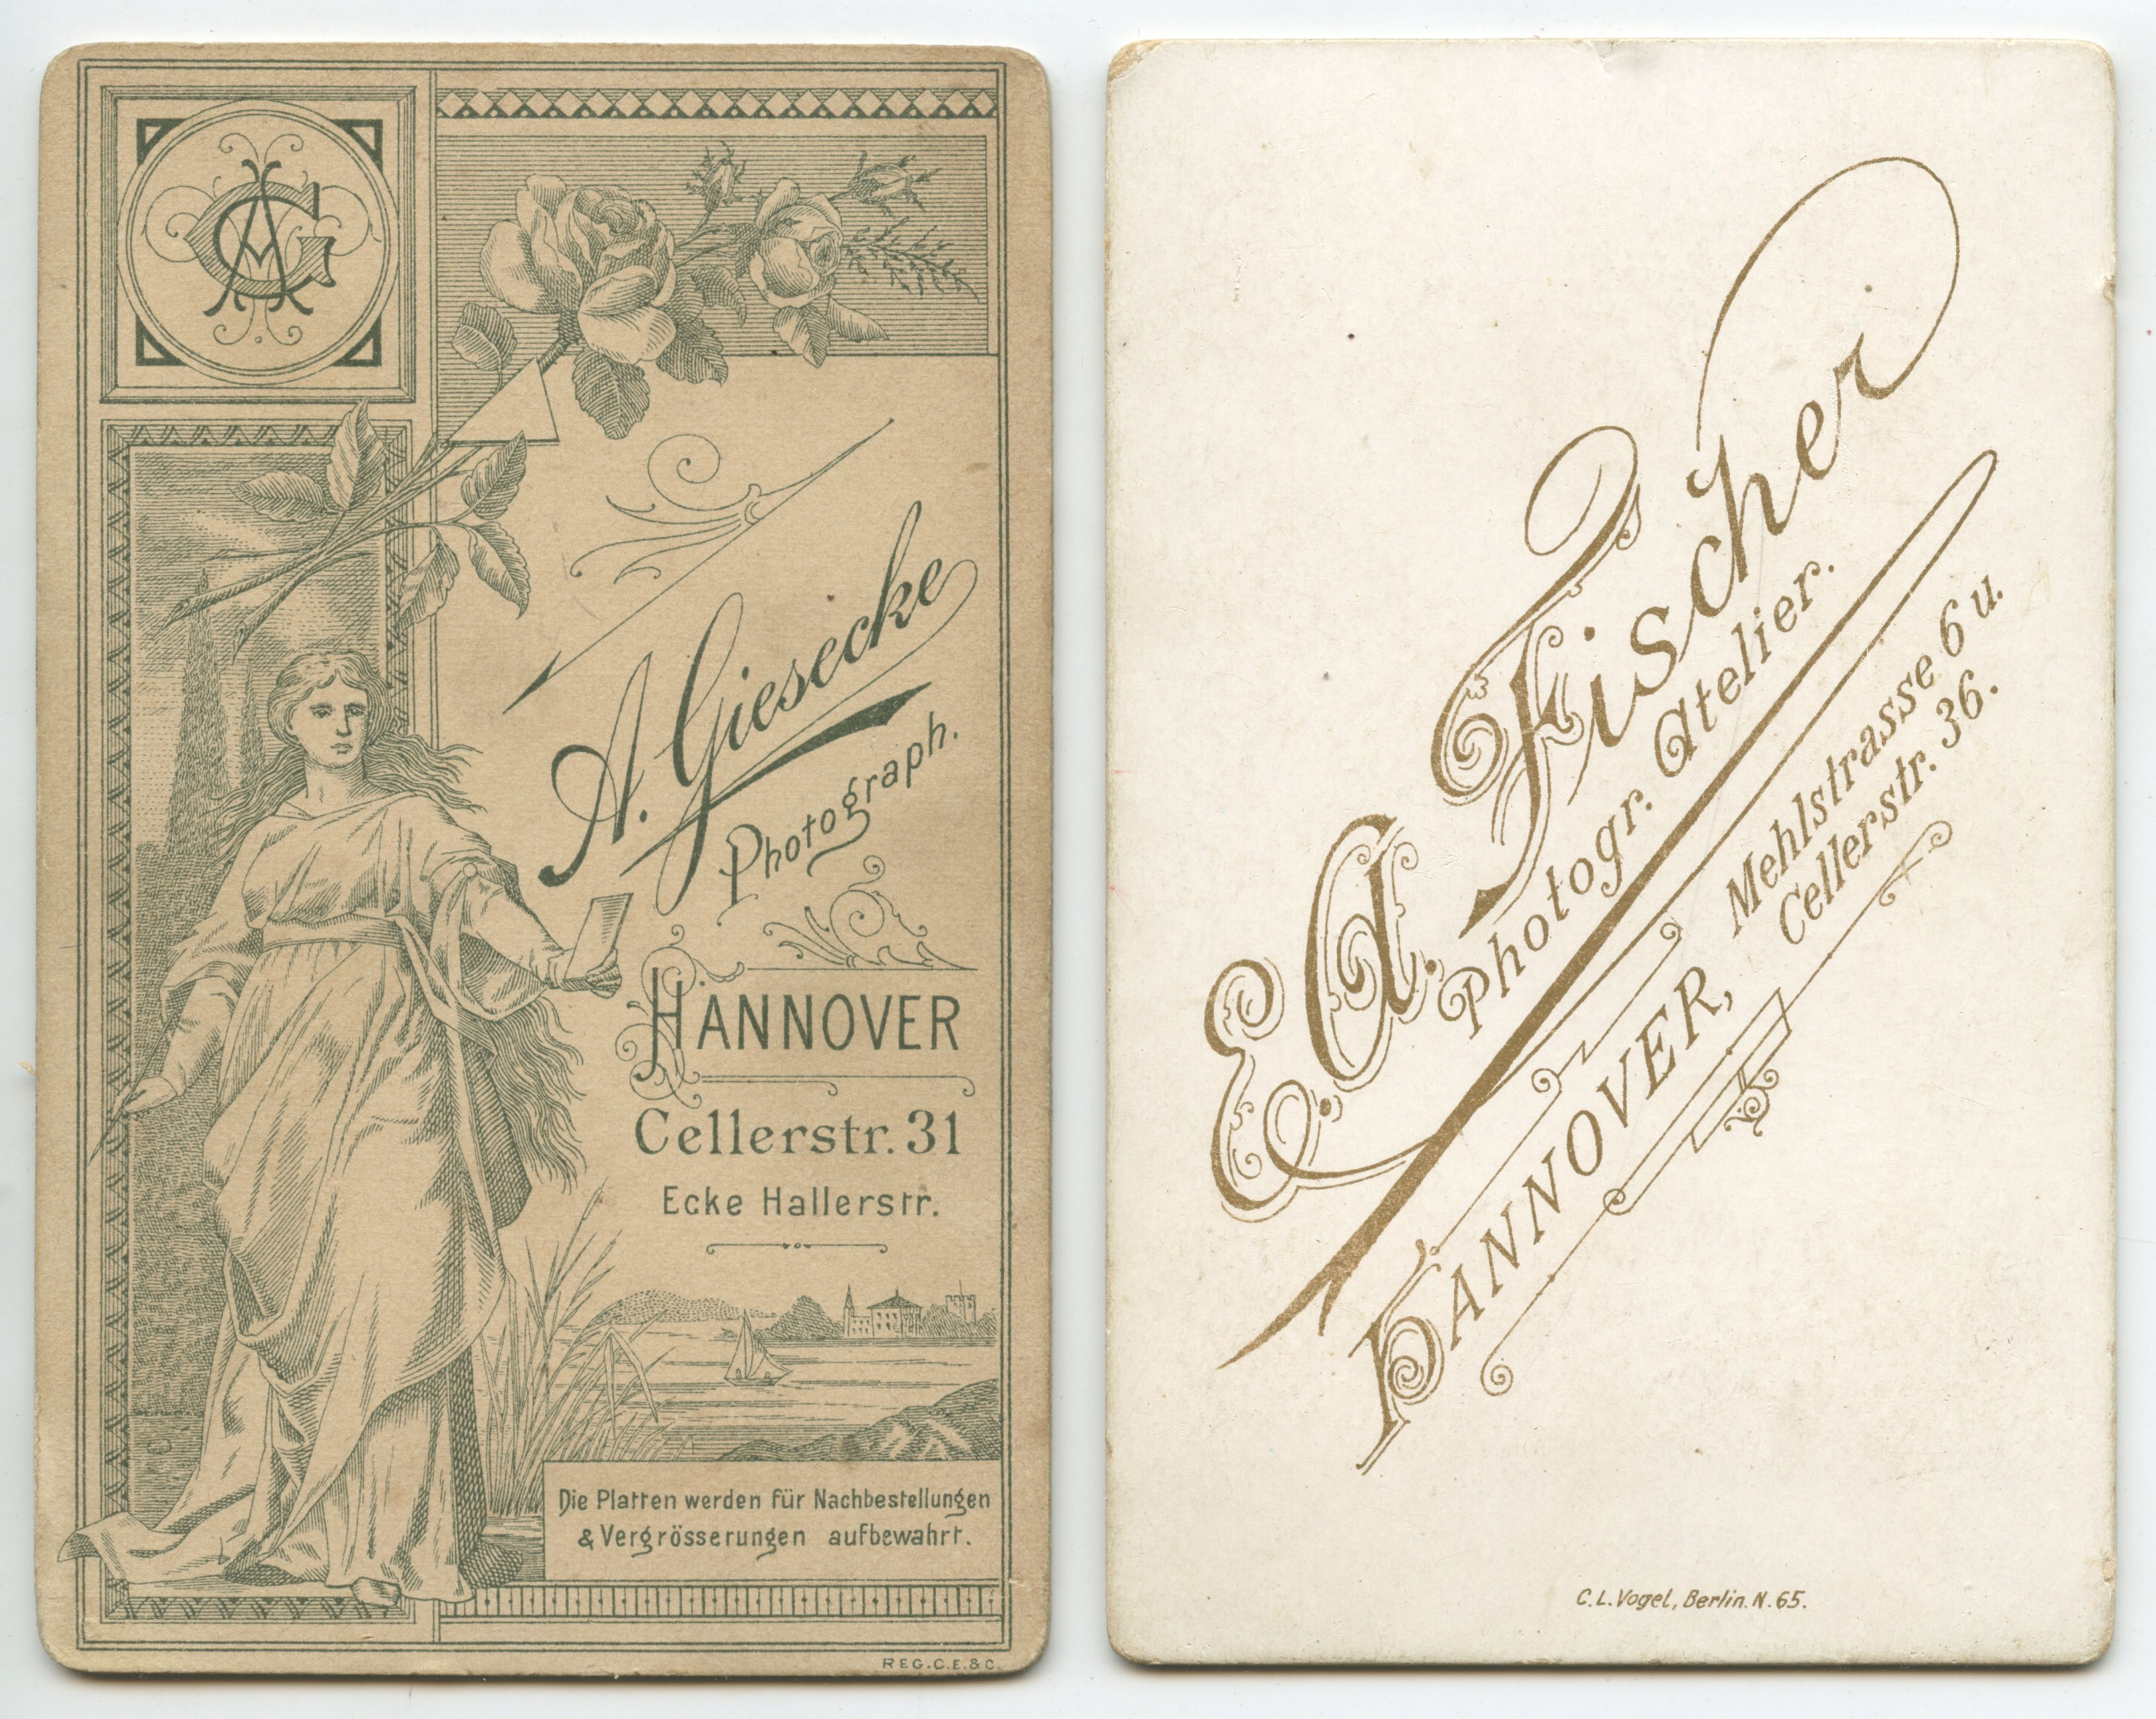 AG
A. Giesecke
Photograph.
HANNOVER
Cellerstr. 31
Ecke Hallerstr.
Die Platten werden für Nachbestellungen
& Vergrösserungen aufbewahrt.
REG. C. E. & C.
E. A. Fischer
Photogr. Atelier.
HANNOVER,
Mehlstrasse 6 u.
Cellerstr. 36.
C. L. Vogel, Berlin. N. 65.